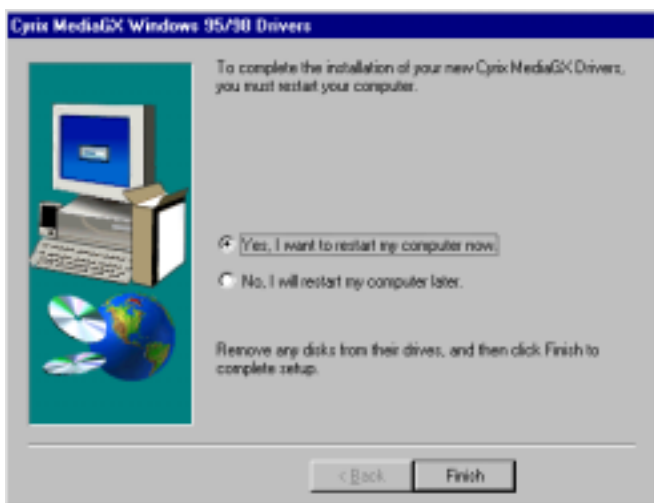 Cyrix MediaGX Windows 95/98 Drivers
To complete the installation of your new Cyrix MediaGX Drivers,
you must restart your computer.
Yes, I want to restart my computer now.
No, I will restart my computer later.
Remove any disks from their drives, and then click Finish to
complete setup.
< Back
Finish